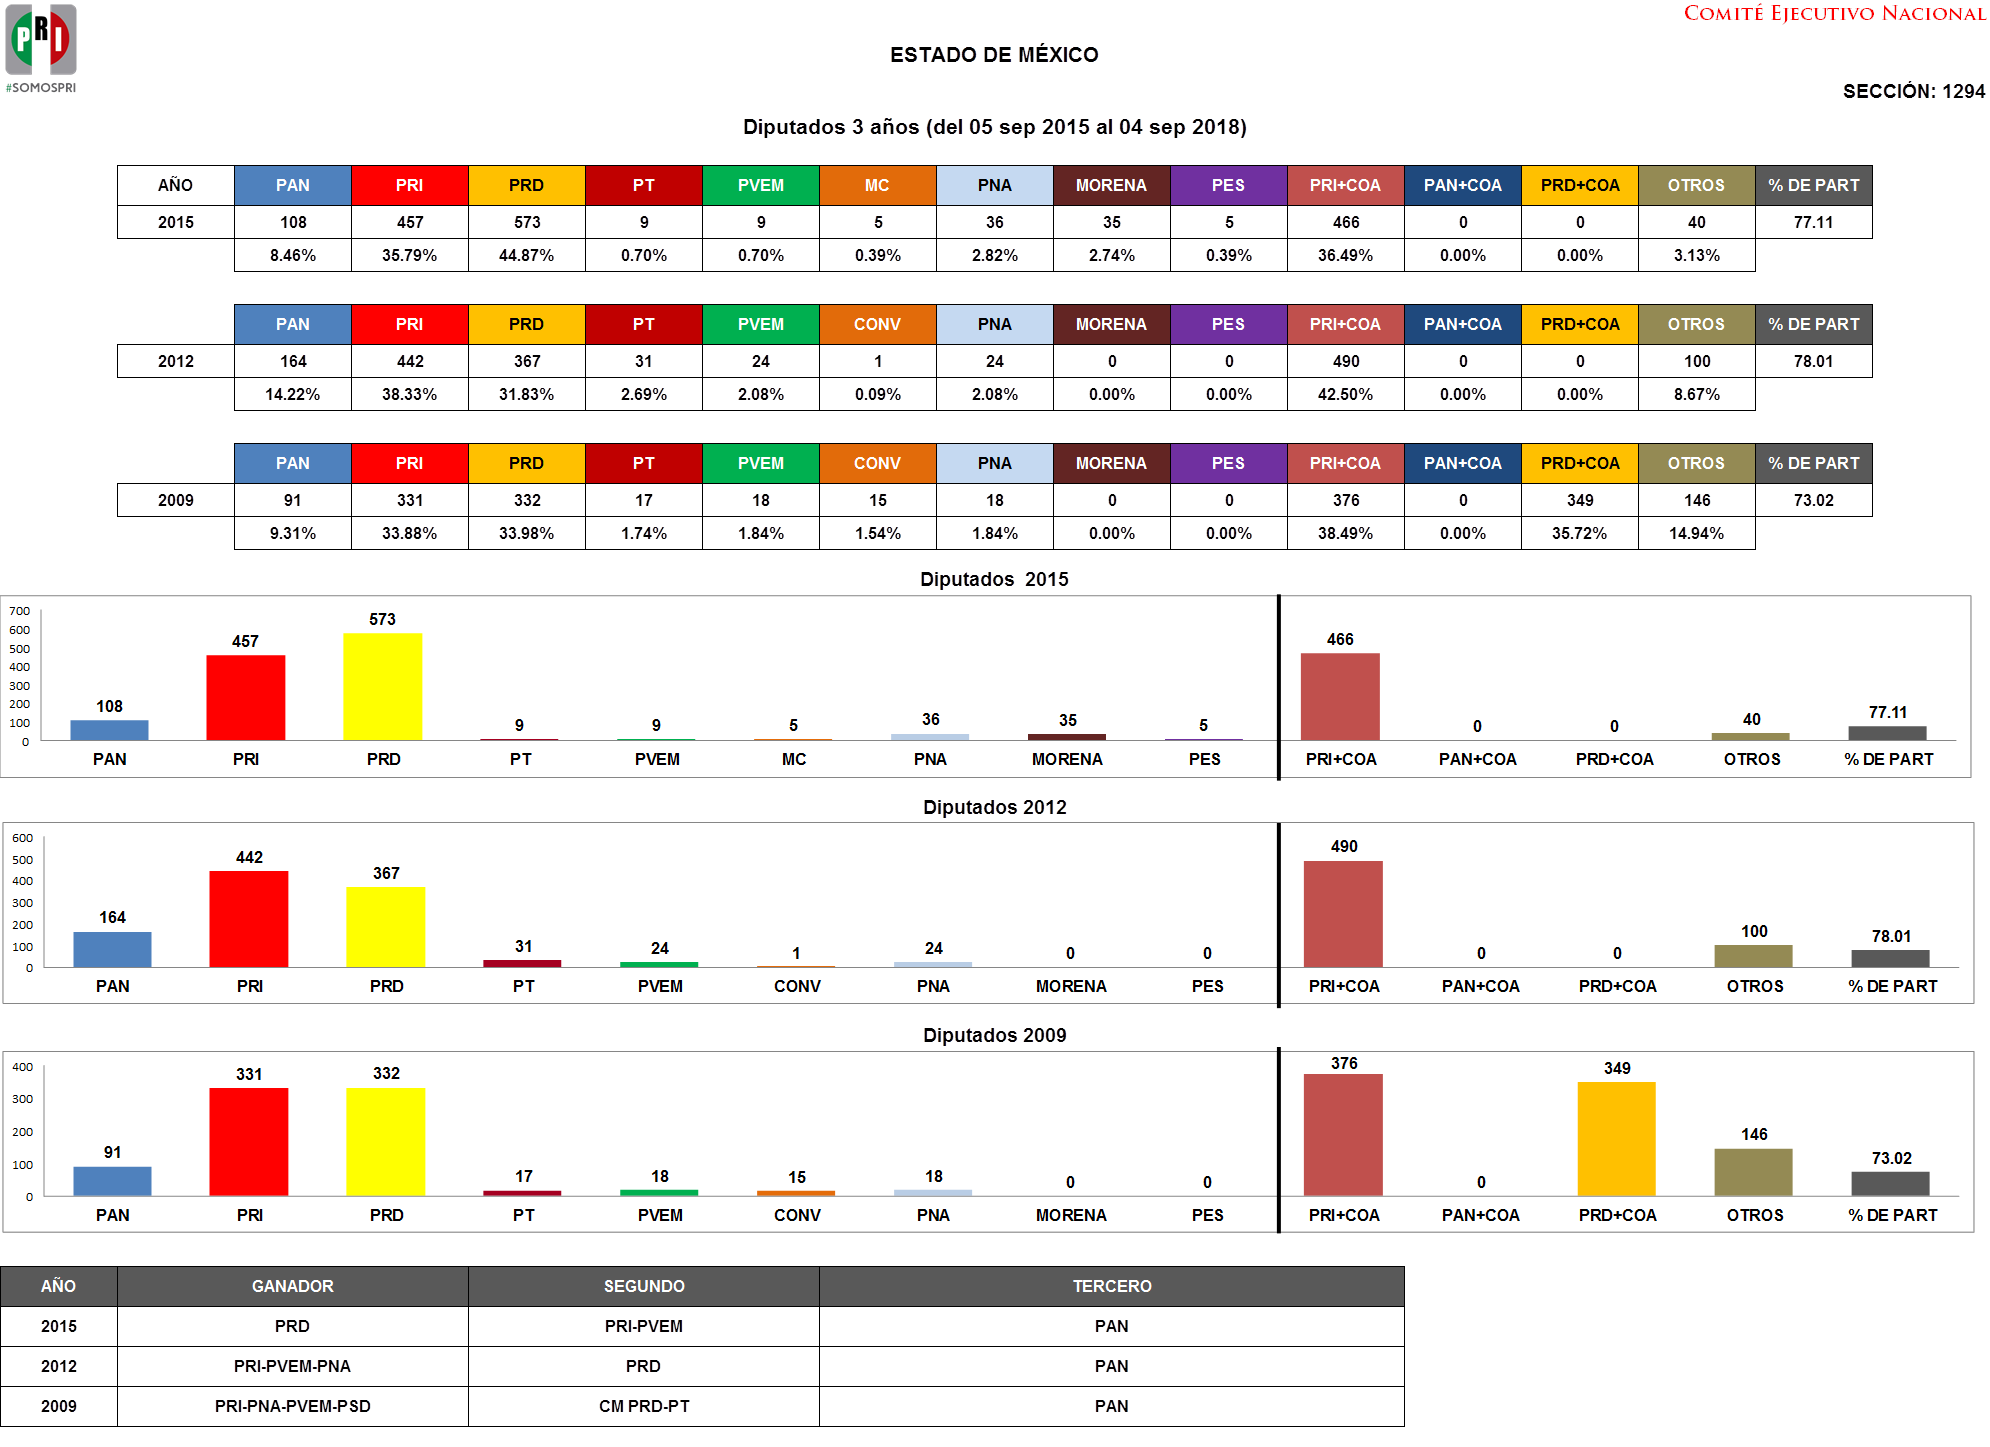 PRI
#SOMOSPRI
COMITÉ EJECUTIVO NACIONAL
ESTADO DE MÉXICO
SECCIÓN: 1294
Diputados 3 años (del 05 sep 2015 al 04 sep 2018)
AÑO PAN PRI PRD PT PVEM MC PNA MORENA PES PRI+COA PAN+COA PRD+COA OTROS % DE PART
2015 108 457 573 9 9 5 36 35 5 466 0 0 40 77.11
8.46% 35.79% 44.87% 0.70% 0.70% 0.39% 2.82% 2.74% 0.39% 36.49% 0.00% 0.00% 3.13%
PAN PRI PRD PT PVEM CONV PNA MORENA PES PRI+COA PAN+COA PRD+COA OTROS % DE PART
2012 164 442 367 31 24 1 24 0 0 490 0 0 100 78.01
14.22% 38.33% 31.83% 2.69% 2.08% 0.09% 2.08% 0.00% 0.00% 42.50% 0.00% 0.00% 8.67%
PAN PRI PRD PT PVEM CONV PNA MORENA PES PRI+COA PAN+COA PRD+COA OTROS % DE PART
2009 91 331 332 17 18 15 18 0 0 376 0 349 146 73.02
9.31% 33.88% 33.98% 1.74% 1.84% 1.54% 1.84% 0.00% 0.00% 38.49% 0.00% 35.72% 14.94%
Diputados 2015
700
600
500
400
300
200
100
0
108 457 573 9 9 5 36 35 5 466 0 0 40 77.11
PAN PRI PRD PT PVEM MC PNA MORENA PES PRI+COA PAN+COA PRD+COA OTROS % DE PART
Diputados 2012
600
500
400
300
200
100
0
164 442 367 31 24 1 24 0 0 490 0 0 100 78.01
PAN PRI PRD PT PVEM CONV PNA MORENA PES PRI+COA PAN+COA PRD+COA OTROS % DE PART
Diputados 2009
400
300
200
100
0
91 331 332 17 18 15 18 0 0 376 0 349 146 73.02
PAN PRI PRD PT PVEM CONV PNA MORENA PES PRI+COA PAN+COA PRD+COA OTROS % DE PART
AÑO GANADOR SEGUNDO TERCERO
2015 PRD PRI-PVEM PAN
2012 PRI-PVEM-PNA PRD PAN
2009 PRI-PNA-PVEM-PSD CM PRD-PT PAN